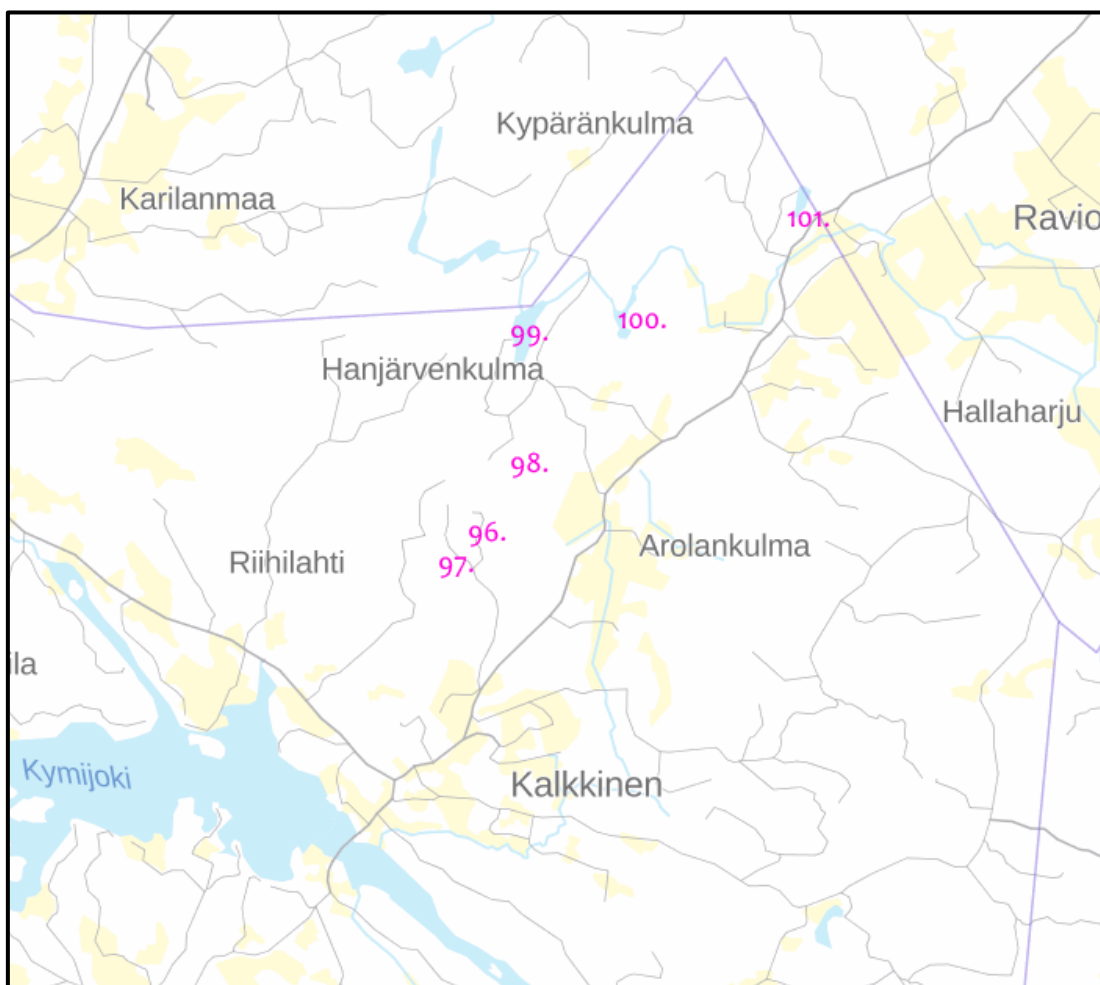 Kypäränkulma
Karilanmaa
101.
Ravio
100.
99.
Hanjärvenkulma
Hallaharju
98.
96.
Arolankulma
Riihilahti
97.
ila
Kymijoki
Kalkkinen